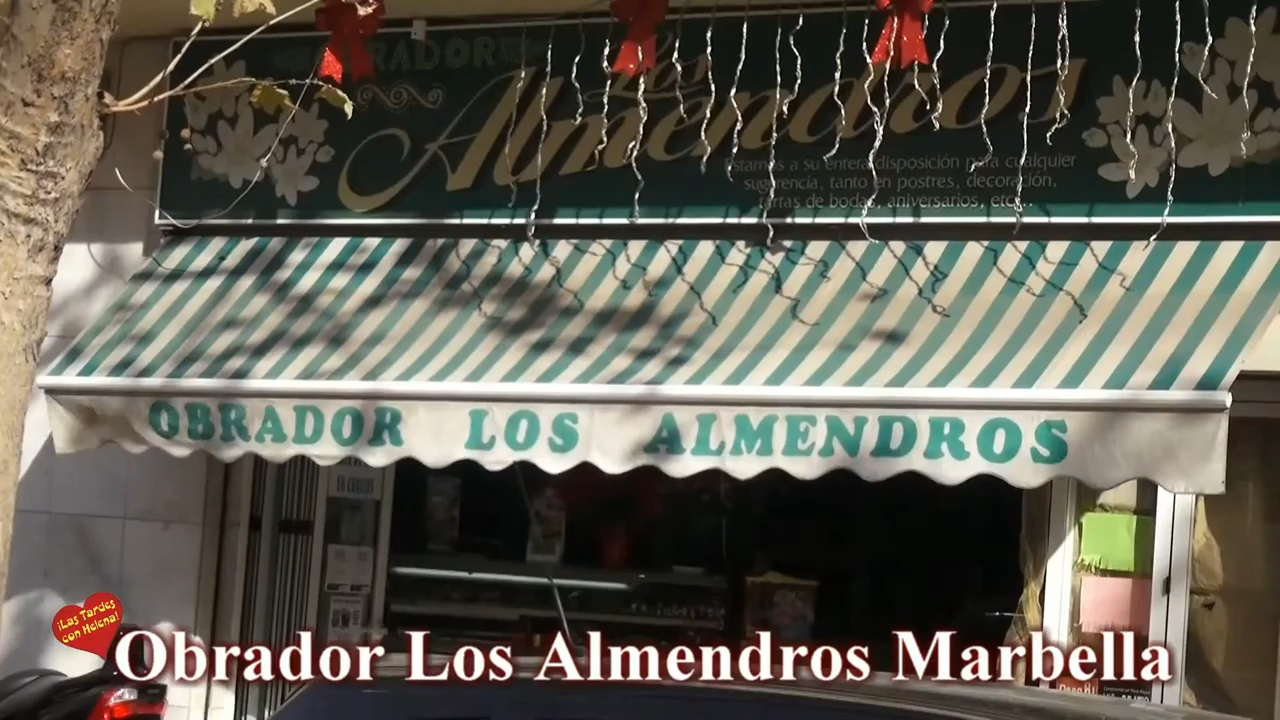 OBRADOR
Los
Almendros
Estamos a su entera disposición para cualquier
sugerencia, tanto en postres, decoración,
tartas de bodas, aniversarios, etc...
OBRADOR LOS ALMENDROS
¡Las Tardes
con Helena!
Obrador Los Almendros Marbella